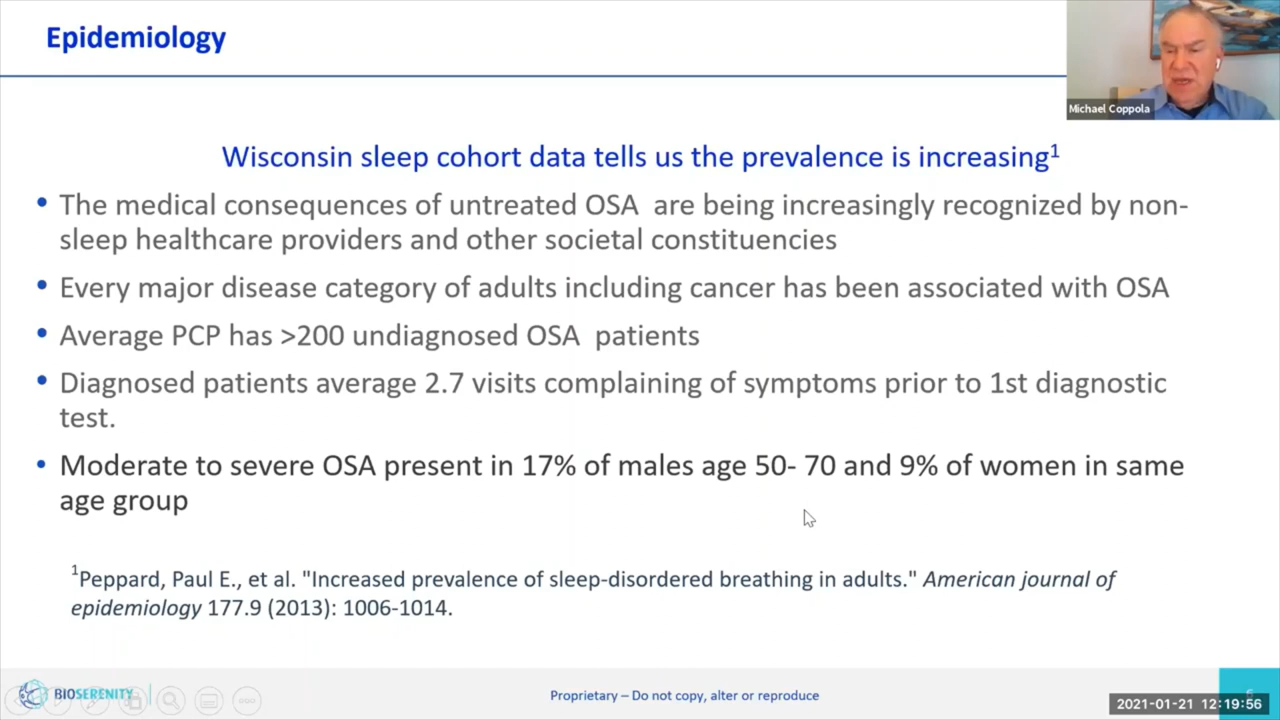 Epidemiology
Michael Coppola
Wisconsin sleep cohort data tells us the prevalence is increasing1
• The medical consequences of untreated OSA are being increasingly recognized by non-
sleep healthcare providers and other societal constituencies
• Every major disease category of adults including cancer has been associated with OSA
• Average PCP has >200 undiagnosed OSA patients
• Diagnosed patients average 2.7 visits complaining of symptoms prior to 1st diagnostic
test.
• Moderate to severe OSA present in 17% of males age 50- 70 and 9% of women in same
age group
1Peppard, Paul E., et al. "Increased prevalence of sleep-disordered breathing in adults." American journal of
epidemiology 177.9 (2013): 1006-1014.
BIOSERENITY
Proprietary – Do not copy, alter or reproduce
2021-01-21 12:19:56